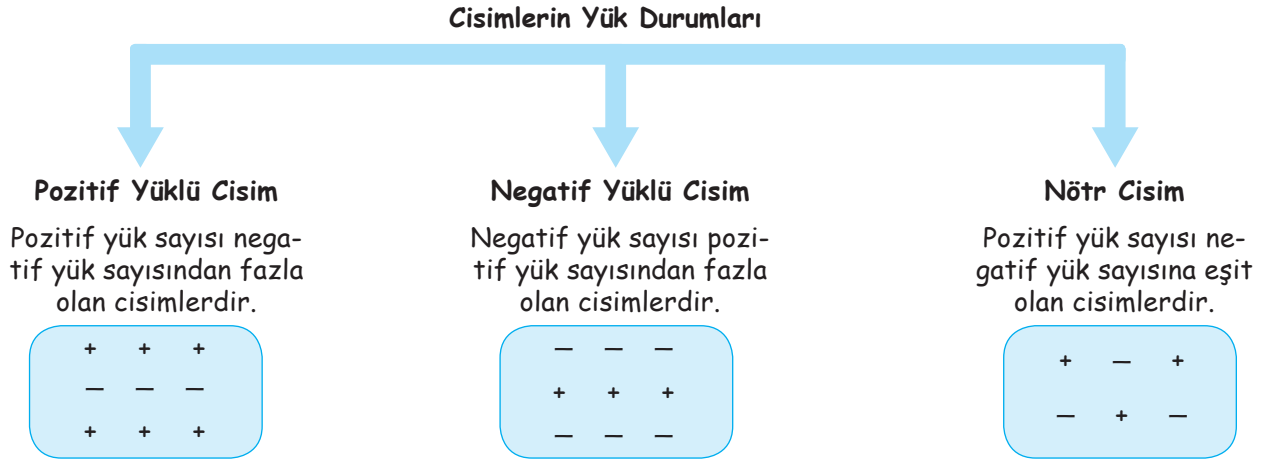 Cisimlerin Yük Durumları
Pozitif Yüklü Cisim
Pozitif yük sayısı nega-
tif yük sayısından fazla
olan cisimlerdir.
+ + +
— — —
+ + +
Negatif Yüklü Cisim
Negatif yük sayısı pozi-
tif yük sayısından fazla
olan cisimlerdir.
— — —
+ + +
— — —
Nötr Cisim
Pozitif yük sayısı ne-
gatif yük sayısına eşit
olan cisimlerdir.
+ — +
— + —